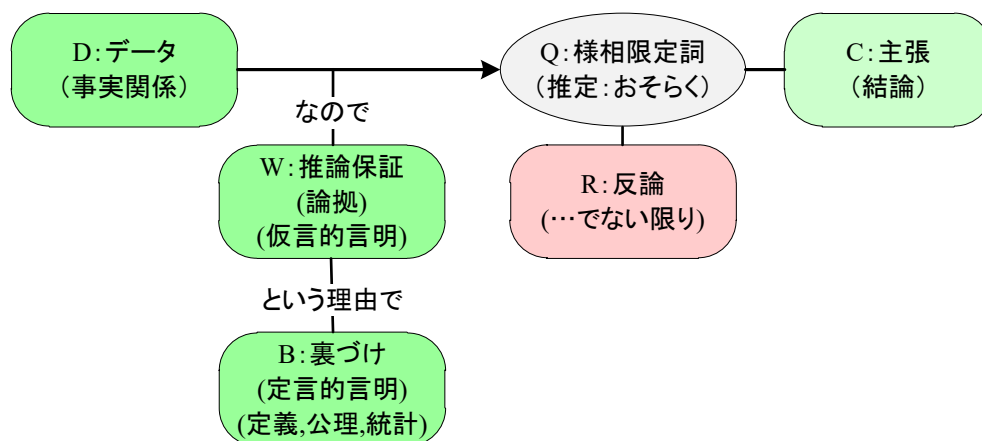 D:データ
（事実関係）
Q:様相限定詞
（推定:おそらく）
C:主張
（結論）
なので
W:推論保証
(論拠)
(仮言的言明)
R:反論
(…でない限り)
という理由で
B:裏づけ
(定言的言明)
(定義,公理,統計)